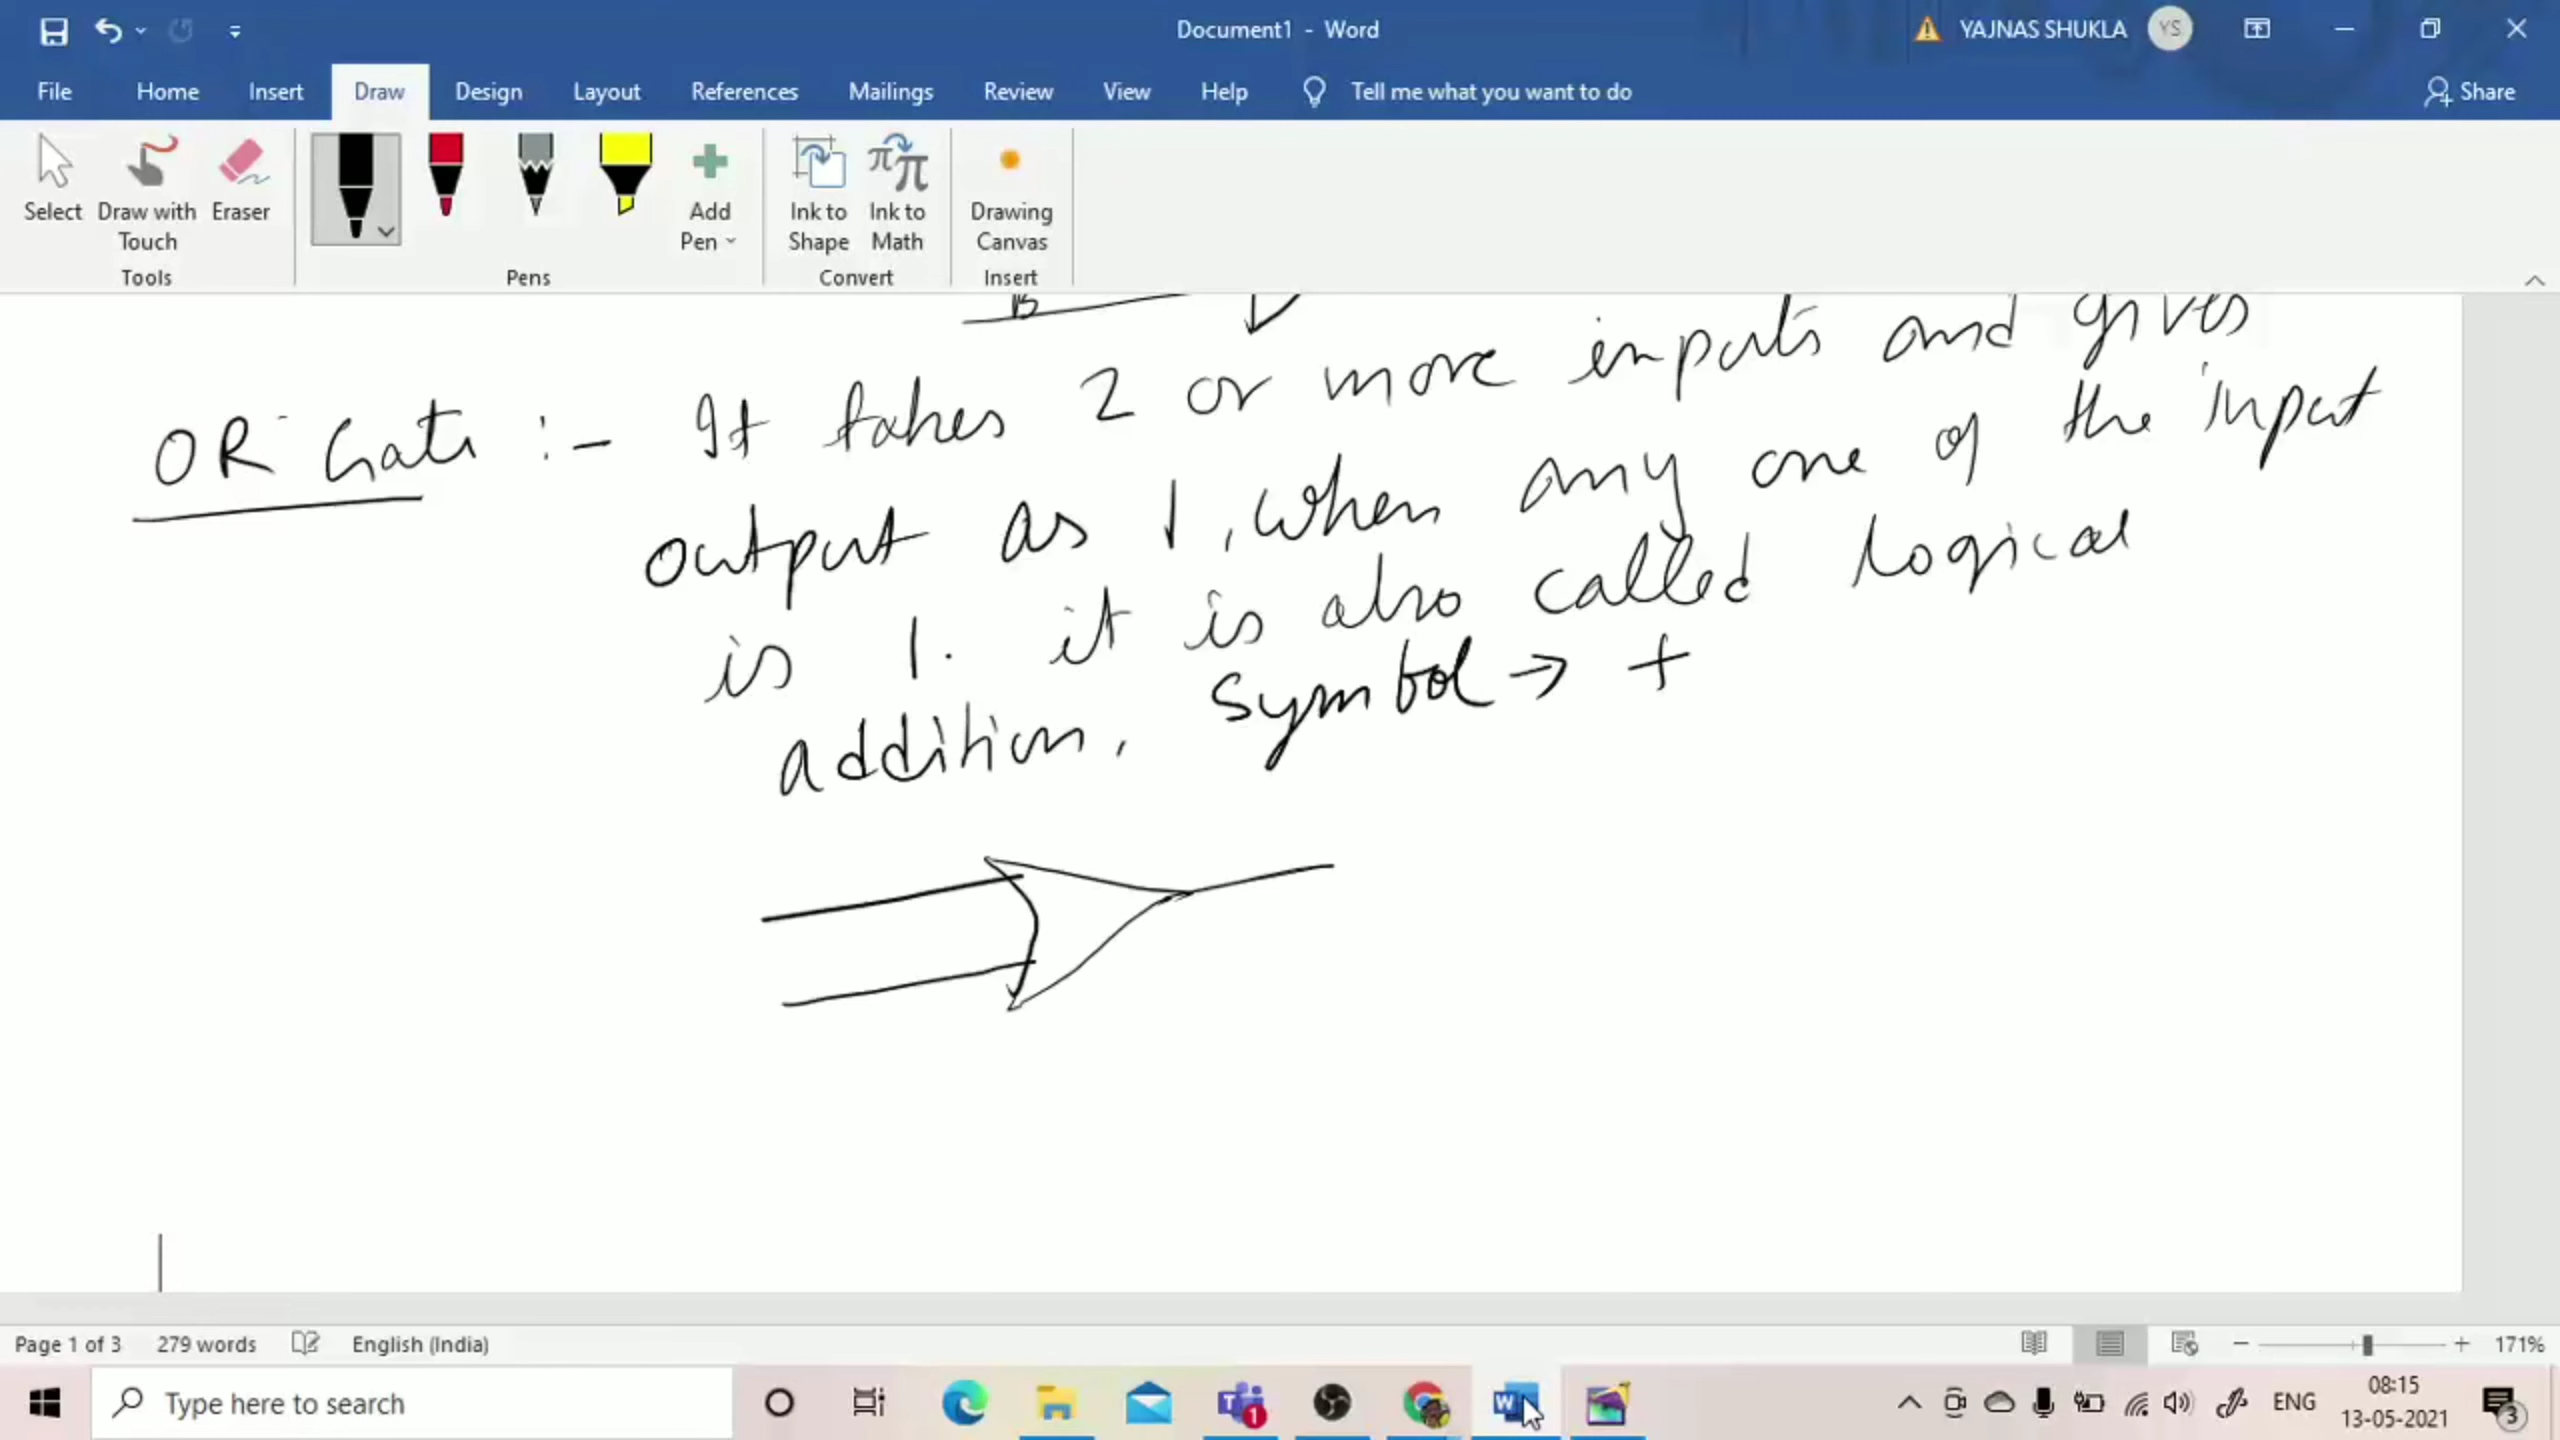 Document1 - Word
YAJNAS SHUKLA YS
File Home Insert Draw Design Layout References Mailings Review View Help Tell me what you want to do Share
Select Draw with Touch Eraser Add Pen Ink to Shape Ink to Math Drawing Canvas
Tools Pens Convert Insert
B
OR Gate :- It takes 2 or more inputs and gives
output as 1, when any one of the input
is 1. it is also called logical
addition, Symbol → +
Page 1 of 3 279 words English (India) 171%
Type here to search 1 ENG 08:15
13-05-2021 3